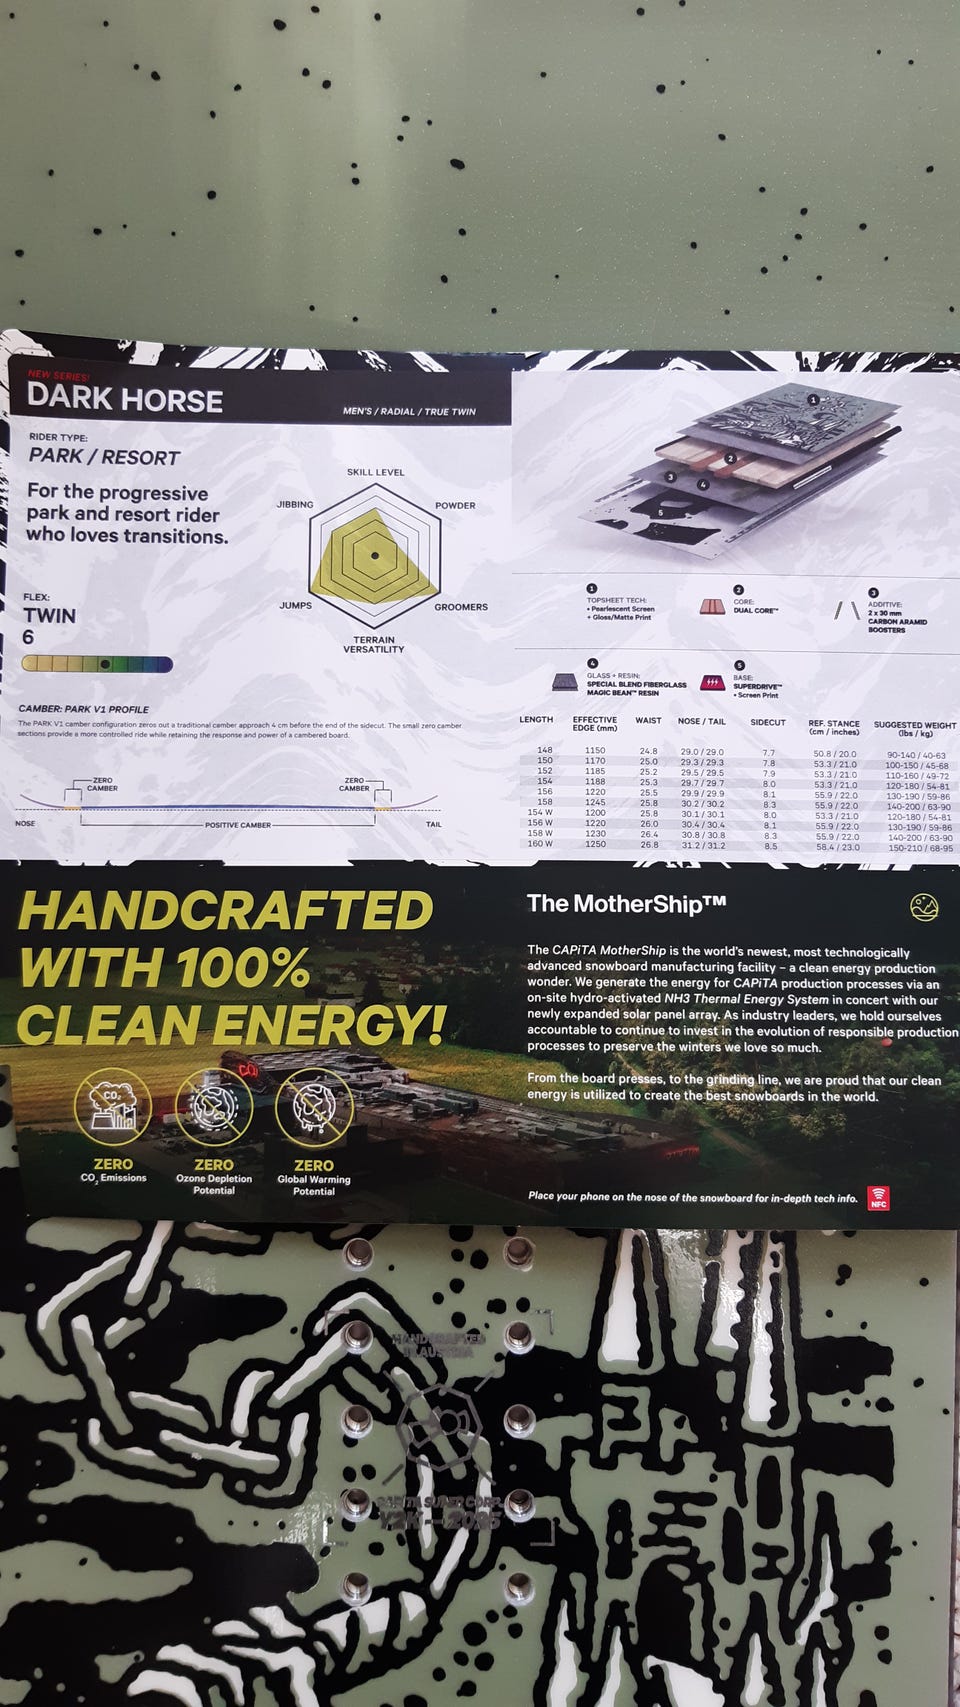 NEW SERIES!
DARK HORSE
MEN'S / RADIAL / TRUE TWIN
RIDER TYPE:
PARK / RESORT
For the progressive
park and resort rider
who loves transitions.
FLEX:
TWIN
6
SKILL LEVEL
JIBBING
POWDER
JUMPS
GROOMERS
TERRAIN
VERSATILITY
CAMBER: PARK V1 PROFILE
The PARK V1 camber configuration zeros out a traditional camber approach 4 cm before the end of the sidecut. The small zero camber
sections provide a more controlled ride while retaining the response and power of a cambered board.
ZERO
CAMBER
ZERO
CAMBER
NOSE
POSITIVE CAMBER
TAIL
1
2
3
4
5
1
TOPSHEET TECH:
• Pearlescent Screen
+ Gloss/Matte Print
2
CORE:
DUAL CORE™
3
ADDITIVE:
2 x 30 mm
CARBON ARAMID
BOOSTERS
4
GLASS + RESIN:
SPECIAL BLEND FIBERGLASS
MAGIC BEAN™ RESIN
5
BASE:
SUPERDRIVE™
• Screen Print
LENGTH EFFECTIVE EDGE (mm) WAIST NOSE / TAIL SIDECUT REF. STANCE (cm / inches) SUGGESTED WEIGHT (lbs / kg)
148 1150 24.8 29.0 / 29.0 7.7 50.8 / 20.0 90-140 / 40-63
150 1170 25.0 29.3 / 29.3 7.8 53.3 / 21.0 100-150 / 45-68
152 1185 25.2 29.5 / 29.5 7.9 53.3 / 21.0 110-160 / 49-72
154 1188 25.3 29.7 / 29.7 8.0 53.3 / 21.0 120-180 / 54-81
156 1220 25.5 29.9 / 29.9 8.1 55.9 / 22.0 130-190 / 59-86
158 1245 25.8 30.2 / 30.2 8.3 55.9 / 22.0 140-200 / 63-90
154 W 1200 25.8 30.1 / 30.1 8.0 53.3 / 21.0 120-180 / 54-81
156 W 1220 26.0 30.4 / 30.4 8.1 55.9 / 22.0 130-190 / 59-86
158 W 1230 26.4 30.8 / 30.8 8.3 55.9 / 22.0 140-200 / 63-90
160 W 1250 26.8 31.2 / 31.2 8.5 58.4 / 23.0 150-210 / 68-95
HANDCRAFTED
WITH 100%
CLEAN ENERGY!
CO₂
ZERO
CO₂ Emissions
ZERO
Ozone Depletion
Potential
ZERO
Global Warming
Potential
The MotherShip™
The CAPiTA MotherShip is the world's newest, most technologically
advanced snowboard manufacturing facility – a clean energy production
wonder. We generate the energy for CAPiTA production processes via an
on-site hydro-activated NH3 Thermal Energy System in concert with our
newly expanded solar panel array. As industry leaders, we hold ourselves
accountable to continue to invest in the evolution of responsible production
processes to preserve the winters we love so much.
From the board presses, to the grinding line, we are proud that our clean
energy is utilized to create the best snowboards in the world.
Place your phone on the nose of the snowboard for in-depth tech info.
NFC
HANDCRAFTED
IN AUSTRIA
CAPiTA SUPER CORP.
Y2K — 2025